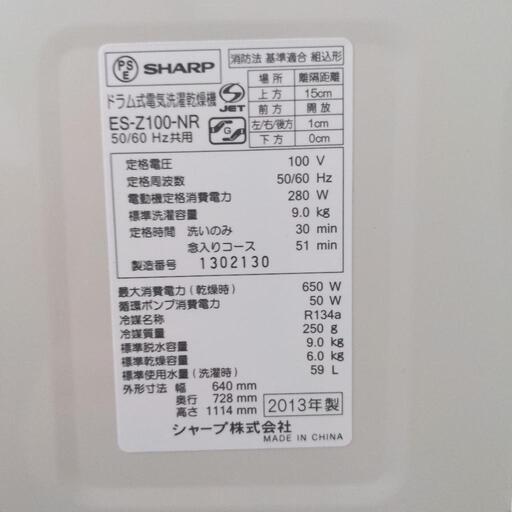 PS E SHARP
ドラム式電気洗濯乾燥機
ES-Z100-NR
50/60 Hz共用
S JET
G
消防法 基準適合 組込形
場所 離隔距離
上方 15cm
前方 開放
左/右/後方 1cm
下方 0cm
定格電圧 100 V
定格周波数 50/60 Hz
電動機定格消費電力 280 W
標準洗濯容量 9.0 kg
定格時間 洗いのみ 30 min
念入りコース 51 min
製造番号 1302130
最大消費電力(乾燥時) 650 W
循環ポンプ消費電力 50 W
冷媒名称 R134a
冷媒質量 250 g
標準脱水容量 9.0 kg
標準乾燥容量 6.0 kg
標準使用水量(洗濯時) 59 L
外形寸法 幅 640 mm
奥行 728 mm
高さ 1114 mm
2013年製
シャープ株式会社
MADE IN CHINA